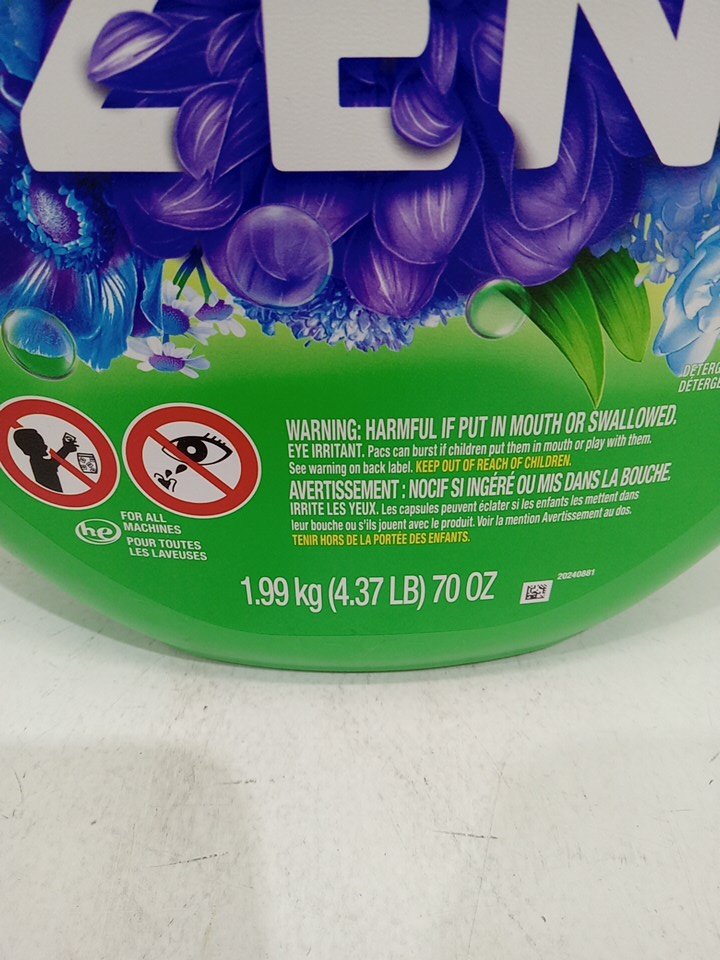 ZEN
DETERG
DÉTERGE
WARNING: HARMFUL IF PUT IN MOUTH OR SWALLOWED.
EYE IRRITANT. Pacs can burst if children put them in mouth or play with them.
See warning on back label. KEEP OUT OF REACH OF CHILDREN.
AVERTISSEMENT : NOCIF SI INGÉRÉ OU MIS DANS LA BOUCHE.
IRRITE LES YEUX. Les capsules peuvent éclater si les enfants les mettent dans
leur bouche ou s'ils jouent avec le produit. Voir la mention Avertissement au dos.
TENIR HORS DE LA PORTÉE DES ENFANTS.
he
FOR ALL
MACHINES
POUR TOUTES
LES LAVEUSES
1.99 kg (4.37 LB) 70 OZ
20240881